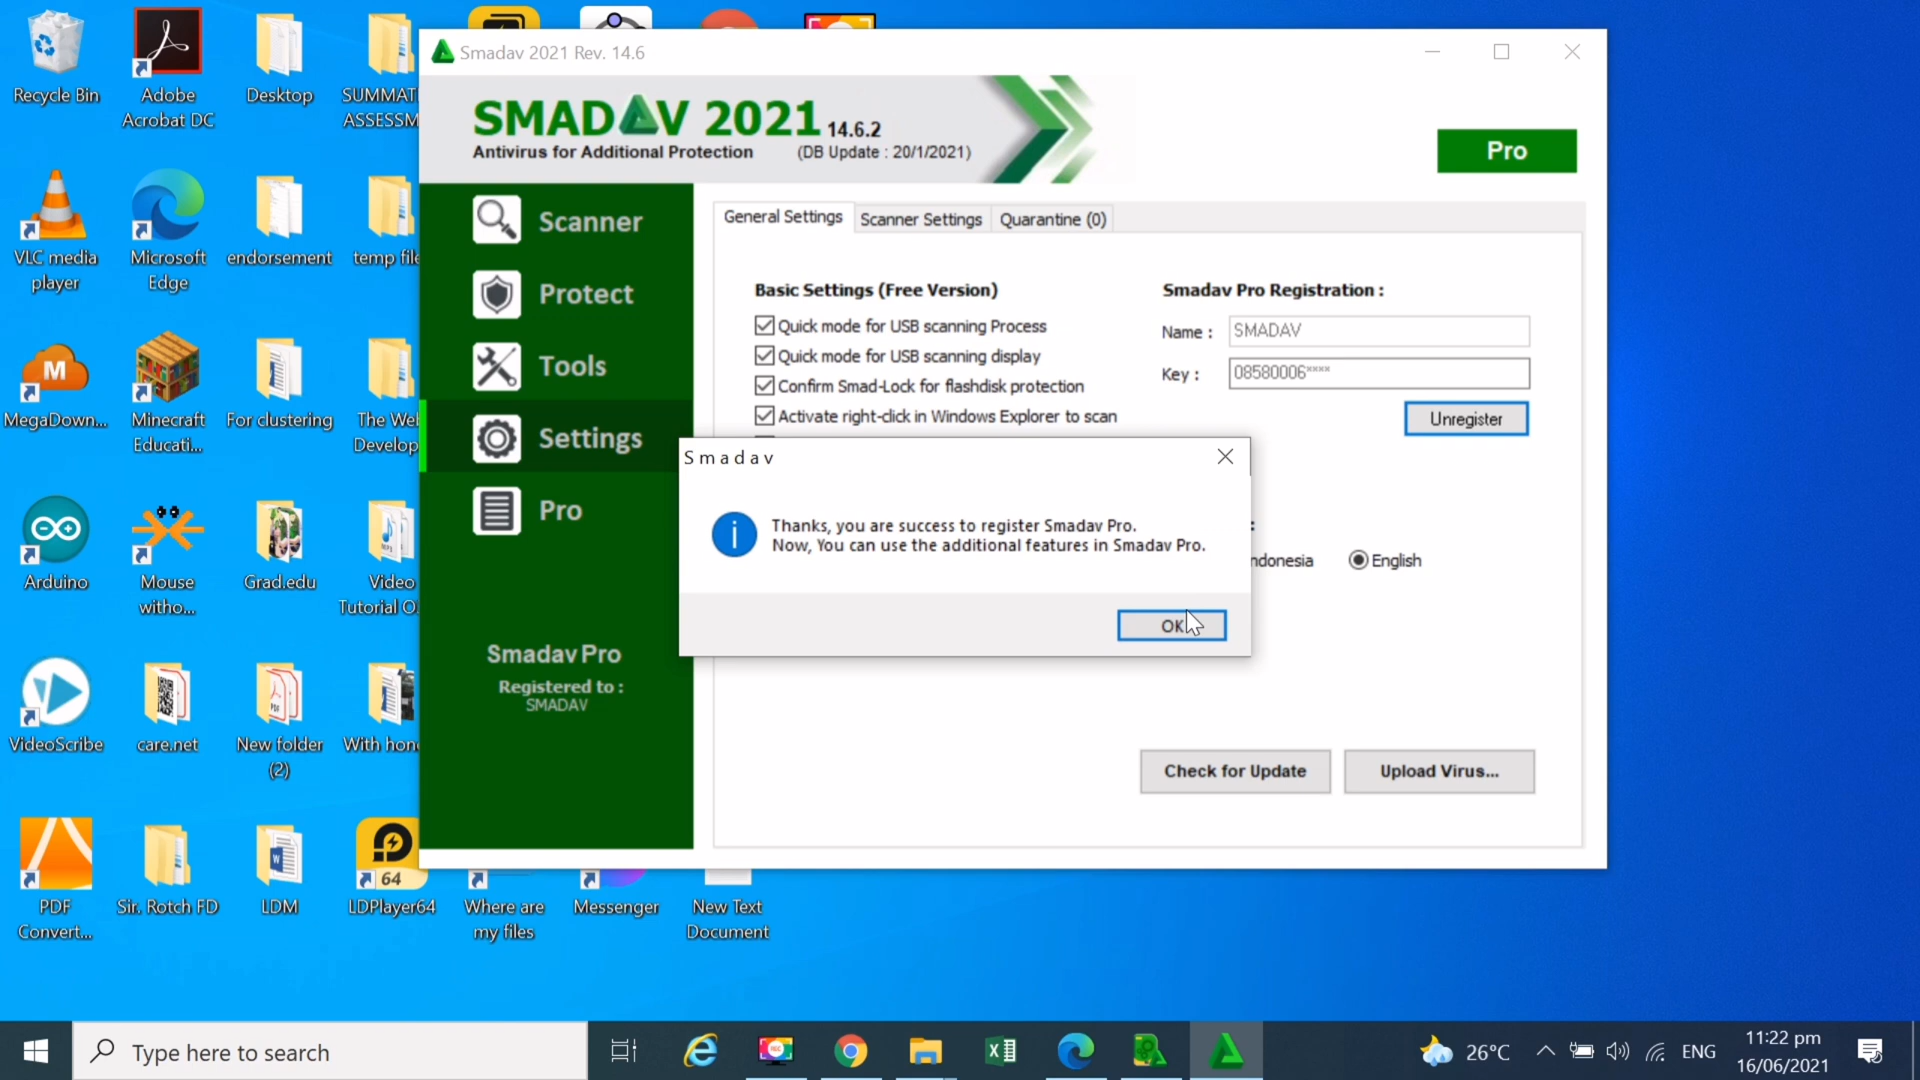 Recycle Bin
Adobe
Acrobat DC
Desktop
VLC media
player
Microsoft
Edge
endorsement
temp file
MegaDown...
Minecraft
Educati...
For clustering
The Web
Develop
Arduino
Mouse
witho...
Grad.edu
Video
Tutorial O
VideoScribe
care.net
New folder
(2)
With hon
PDF
Convert...
Sir. Rotch FD
LDM
64
LDPlayer64
Where are
my files
Messenger
New Text
Document
Smadav 2021 Rev. 14.6
SMADAV 2021 14.6.2
Antivirus for Additional Protection (DB Update : 20/1/2021)
Pro
Scanner
Protect
Tools
Settings
Pro
Smadav Pro
Registered to :
SMADAV
General Settings
Scanner Settings
Quarantine (0)
Basic Settings (Free Version)
Quick mode for USB scanning Process
Quick mode for USB scanning display
Confirm Smad-Lock for flashdisk protection
Activate right-click in Windows Explorer to scan
Smadav Pro Registration :
Name : SMADAV
Key : 08580006****
Unregister
:
ndonesia
English
Smadav
Thanks, you are success to register Smadav Pro.
Now, You can use the additional features in Smadav Pro.
OK
Check for Update
Upload Virus...
Type here to search
26°C
ENG
11:22 pm
16/06/2021